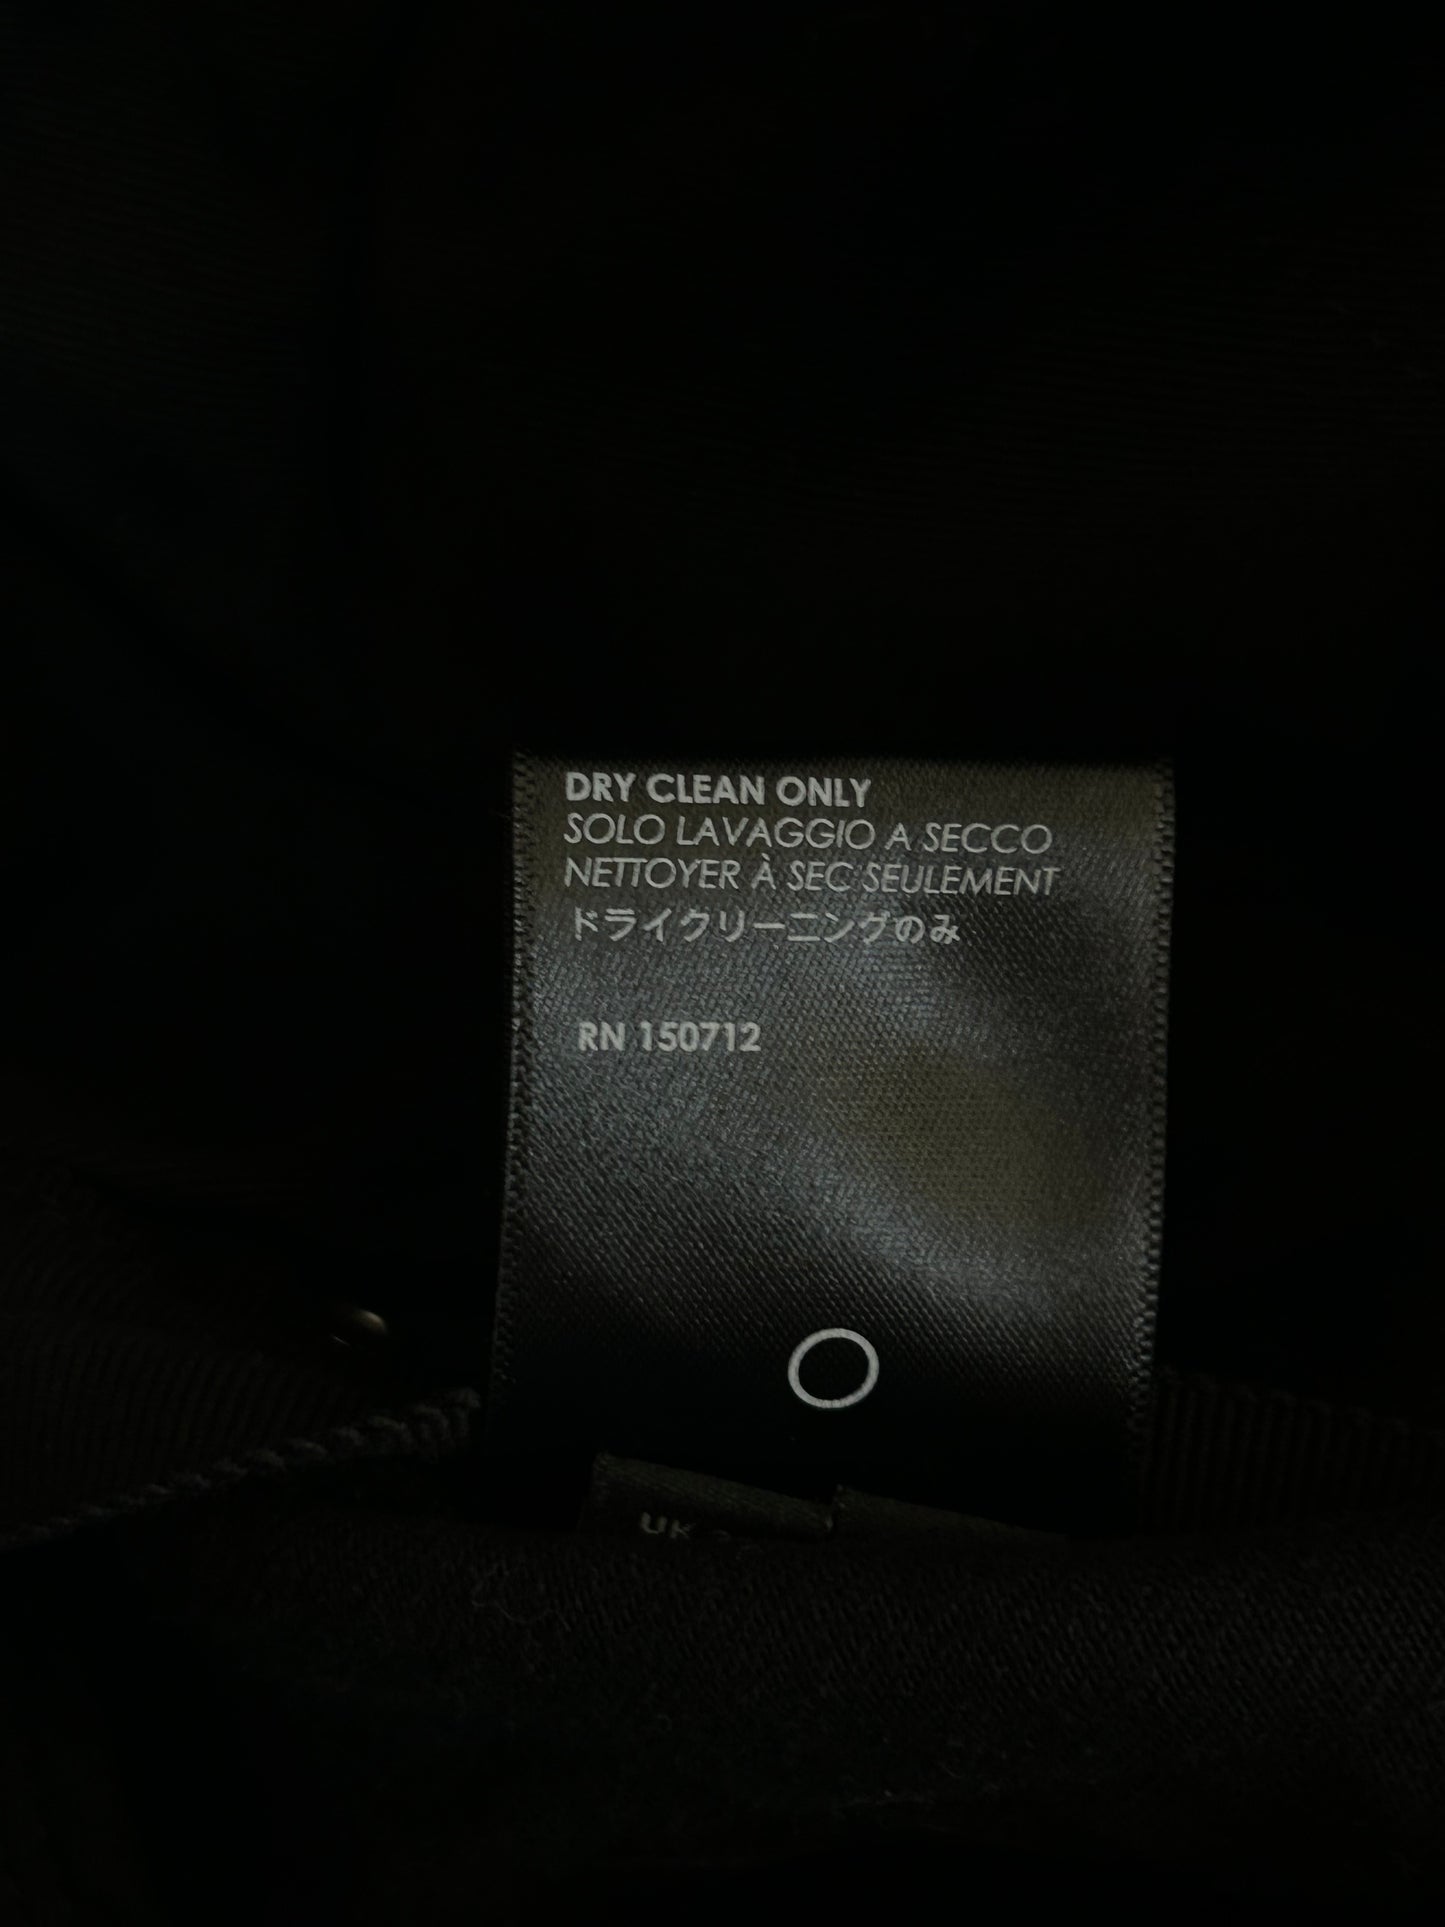 DRY CLEAN ONLY
SOLO LAVAGGIO A SECCO
NETTOYER À SEC SEULEMENT
ドライクリーニングのみ
RN 150712
UK